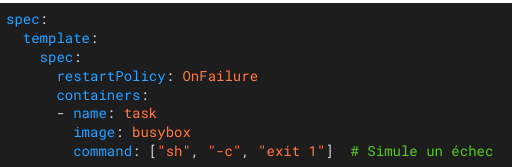 spec:
  template:
    spec:
      restartPolicy: OnFailure
      containers:
      - name: task
        image: busybox
        command: ["sh", "-c", "exit 1"]  # Simule un échec